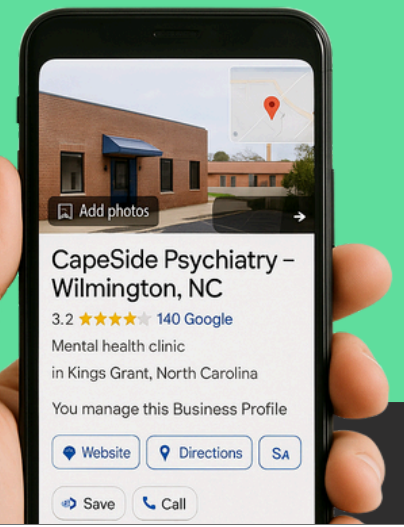 Add photos
CapeSide Psychiatry –
Wilmington, NC
3.2 140 Google
Mental health clinic
in Kings Grant, North Carolina
You manage this Business Profile
Website Directions SA
Save Call